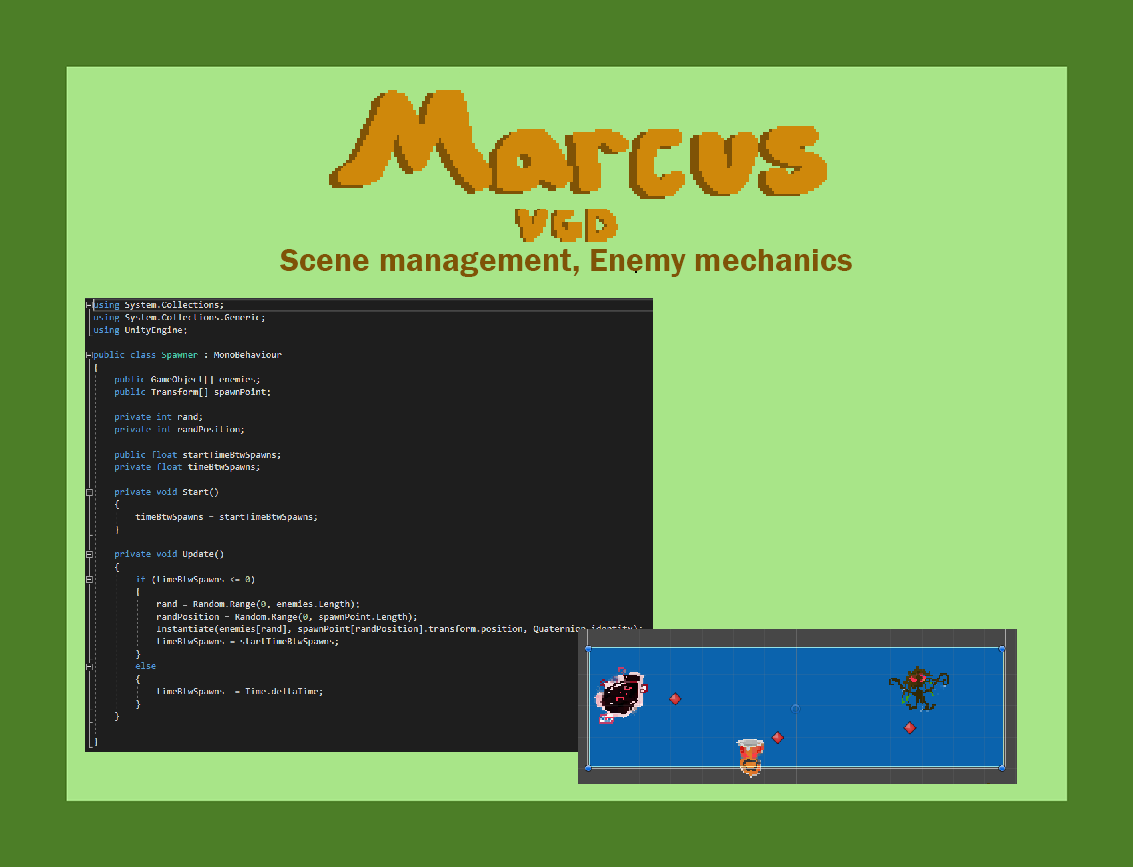 Marcus
VGD
Scene management, Enemy mechanics
using System.Collections;
using System.Collections.Generic;
using UnityEngine;
public class Spawner : MonoBehaviour
{
public GameObject[] enemies;
public Transform[] spawnPoint;
private int rand;
private int randPosition;
public float startTimeBtwSpawns;
private float timeBtwSpawns;
private void Start()
{
timeBtwSpawns = startTimeBtwSpawns;
}
private void Update()
{
if (timeBtwSpawns <= 0)
{
rand = Random.Range(0, enemies.Length);
randPosition = Random.Range(0, spawnPoint.Length);
Instantiate(enemies[rand], spawnPoint[randPosition].transform.position, Quaternion.identity);
timeBtwSpawns = startTimeBtwSpawns;
}
else
{
timeBtwSpawns -= Time.deltaTime;
}
}
}